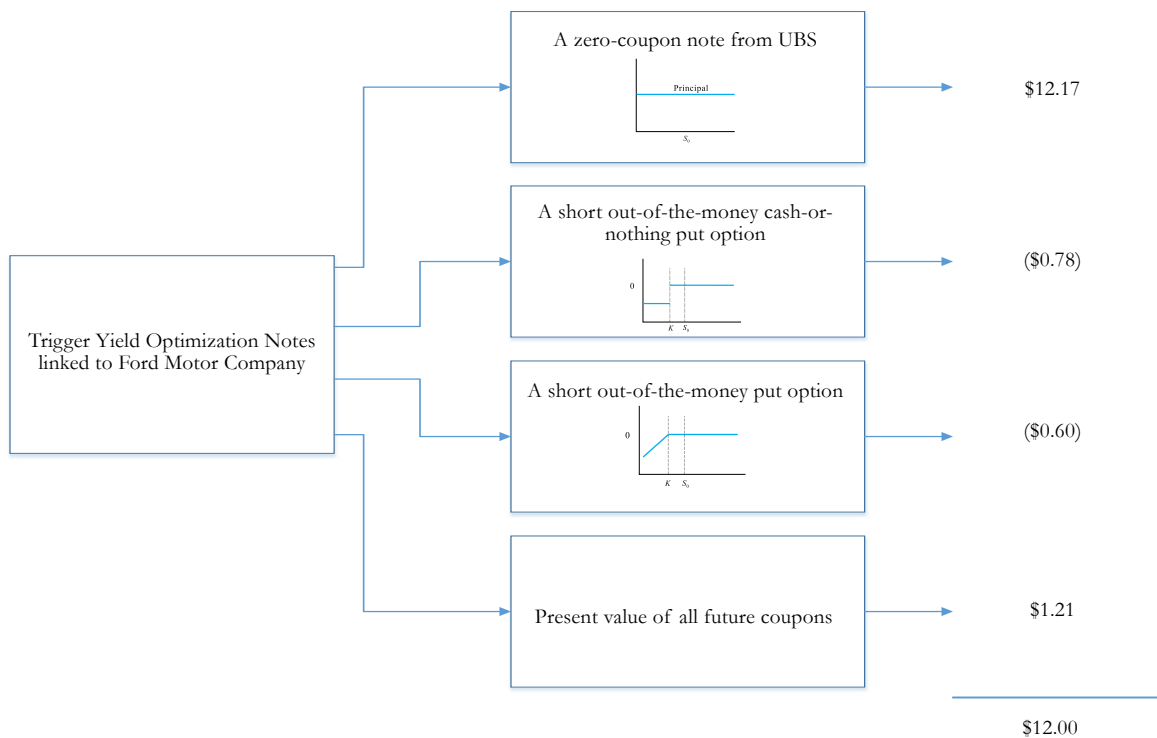 A zero-coupon note from UBS
Principal
S0
$12.17
A short out-of-the-money cash-or-
nothing put option
0
K
S0
($0.78)
Trigger Yield Optimization Notes
linked to Ford Motor Company
A short out-of-the-money put option
0
K
S0
($0.60)
Present value of all future coupons
$1.21
$12.00